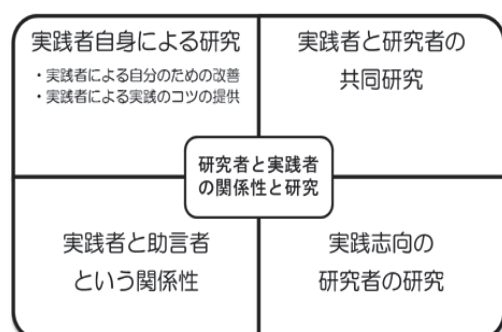 実践者自身による研究
・実践者による自分のための改善
・実践者による実践のコツの提供
実践者と研究者の
共同研究
研究者と実践者
の関係性と研究
実践者と助言者
という関係性
実践志向の
研究者の研究